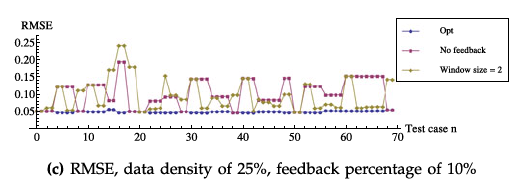 RMSE
Opt
No feedback
Window size = 2
0.25
0.20
0.15
0.10
0.05
0 10 20 30 40 50 60 70
Test case n
(c) RMSE, data density of 25%, feedback percentage of 10%